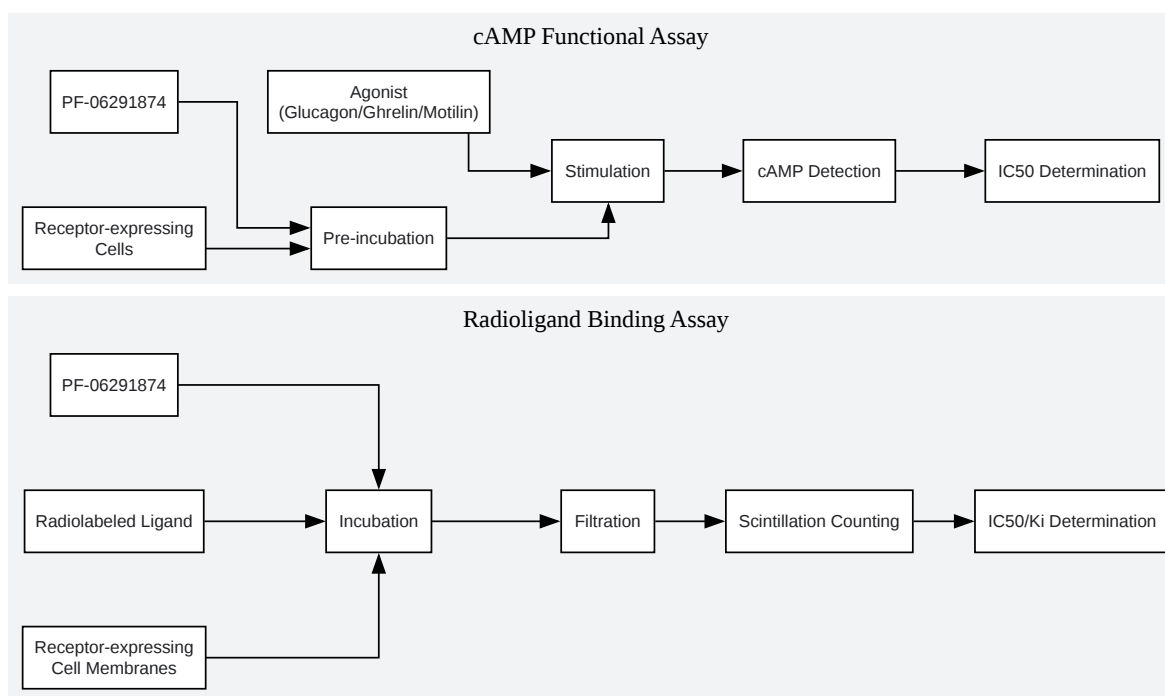 cAMP Functional Assay
PF-06291874
Agonist
(Glucagon/Ghrelin/Motilin)
Stimulation
cAMP Detection
IC50 Determination
Receptor-expressing
Cells
Pre-incubation
Radioligand Binding Assay
PF-06291874
Radiolabeled Ligand
Incubation
Filtration
Scintillation Counting
IC50/Ki Determination
Receptor-expressing
Cell Membranes